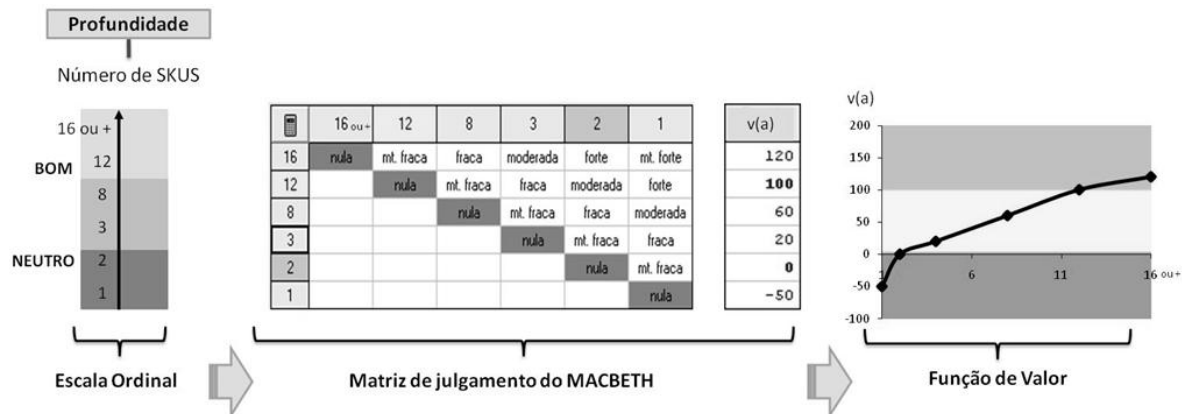 Profundidade
Número de SKUS
16 ou +
BOM
12
8
3
NEUTRO
2
1
Escala Ordinal
16 ou + 12 8 3 2 1
16 nula mt. fraca fraca moderada forte mt. forte
12 nula mt. fraca fraca moderada forte
8 nula mt. fraca fraca moderada
3 nula mt. fraca fraca
2 nula mt. fraca
1 nula
Matriz de julgamento do MACBETH
v(a)
120
100
60
20
0
-50
v(a)
200
150
100
50
0
-50
-100
1 6 11 16 ou +
Função de Valor